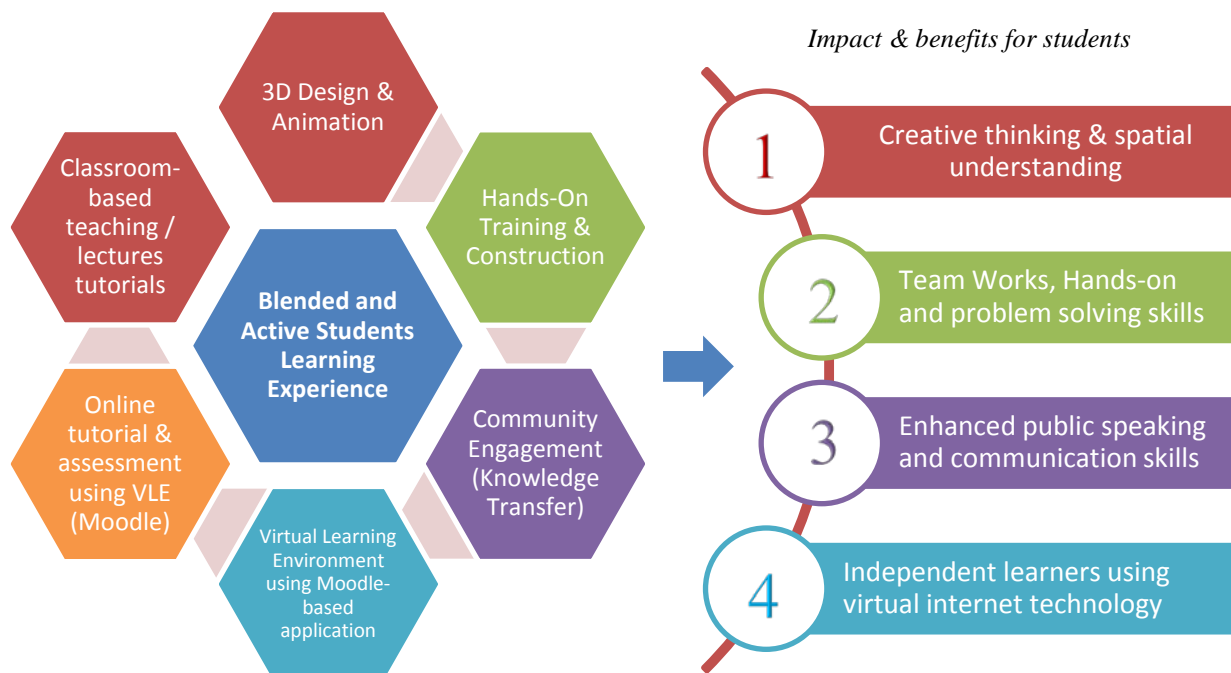 3D Design &
Animation
Classroom-
based
teaching /
lectures
tutorials
Hands-On
Training &
Construction
Blended and
Active Students
Learning
Experience
Online
tutorial &
assessment
using VLE
(Moodle)
Community
Engagement
(Knowledge
Transfer)
Virtual Learning
Environment
using Moodle-
based
application
Impact & benefits for students
1
Creative thinking & spatial
understanding
2
Team Works, Hands-on
and problem solving skills
3
Enhanced public speaking
and communication skills
4
Independent learners using
virtual internet technology